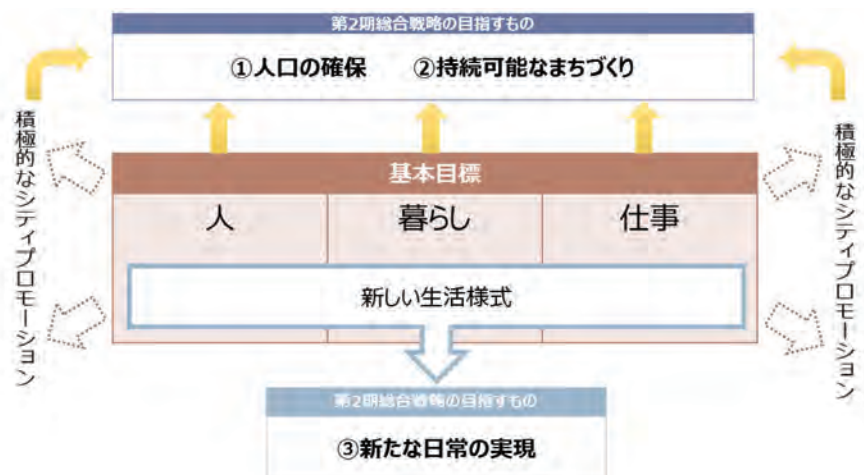 第2期総合戦略の目指すもの
①人口の確保 ②持続可能なまちづくり
積極的なシティプロモーション
基本目標
人 暮らし 仕事
新しい生活様式
積極的なシティプロモーション
第2期総合戦略の目指すもの
③新たな日常の実現